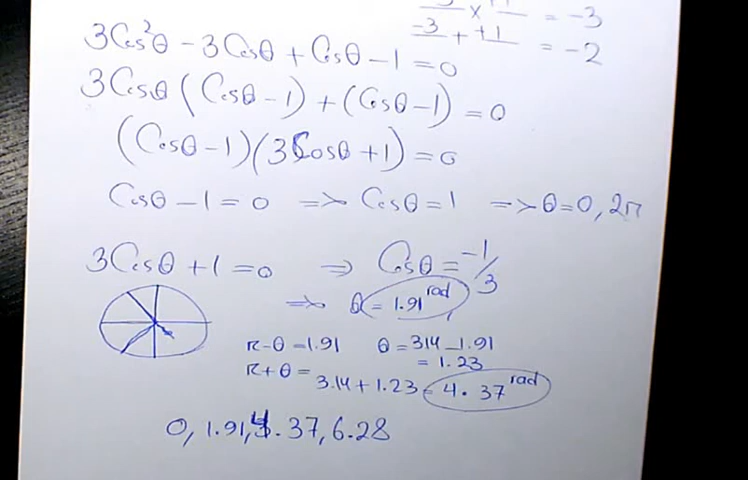 × = -3
-3 + +1 = -2
3Cos²θ - 3Cosθ + Cosθ - 1 = 0
3Cosθ (Cosθ - 1) + (Cosθ - 1) = 0
(Cosθ - 1)(3Cosθ + 1) = 0
Cosθ - 1 = 0 => Cosθ = 1 => θ = 0, 2π
3Cosθ + 1 = 0 => Cosθ = -1/3
=> θ = 1.91 rad
π - θ = 1.91 θ = 3.14 - 1.91
= 1.23
π + θ =
3.14 + 1.23 = 4.37 rad
0, 1.91, 4.37, 6.28